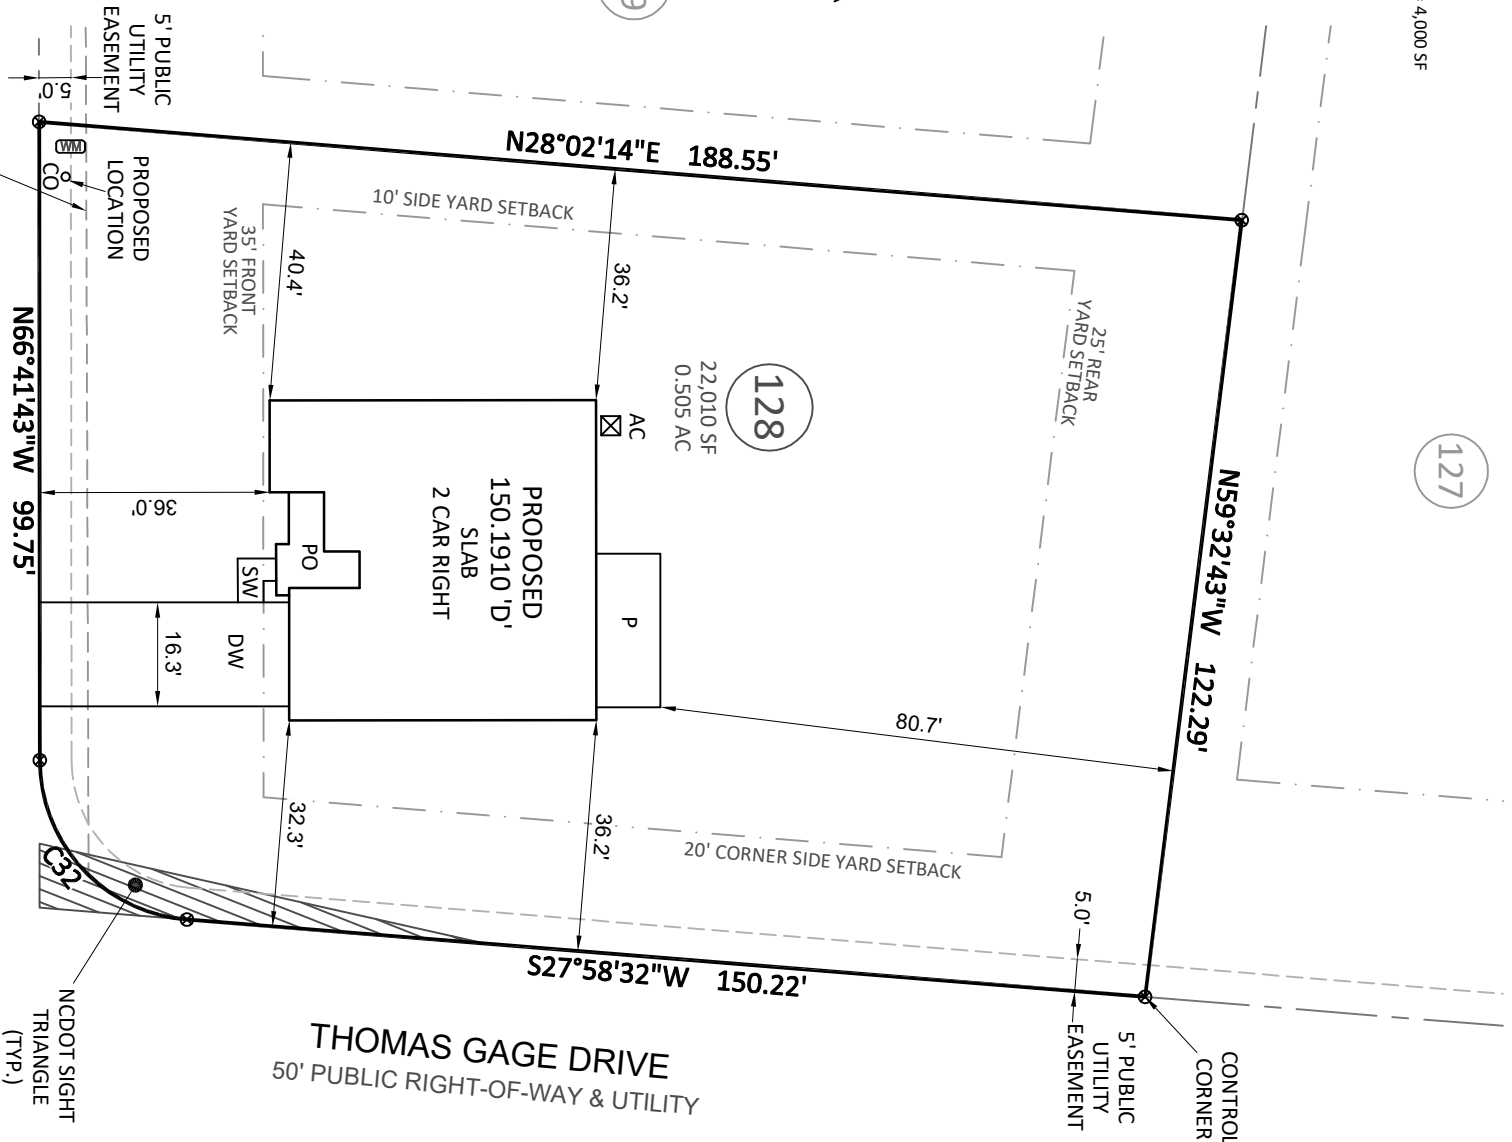 = 4,000 SF
5' PUBLIC
UTILITY
EASEMENT
5.0'
WM
CO
PROPOSED
LOCATION
N28°02'14"E 188.55'
10' SIDE YARD SETBACK
35' FRONT
YARD SETBACK
40.4'
36.2'
25' REAR
YARD SETBACK
128
22,010 SF
0.505 AC
127
AC
N59°32'43"W 122.29'
N66°41'43"W 99.75'
36.0'
PROPOSED
150.1910 'D'
SLAB
2 CAR RIGHT
PO
SW
P
DW
16.3'
80.7'
32.3'
36.2'
20' CORNER SIDE YARD SETBACK
C32
5.0'
S27°58'32"W 150.22'
5' PUBLIC
UTILITY
EASEMENT
CONTROL
CORNER
NCDOT SIGHT
TRIANGLE
(TYP.)
THOMAS GAGE DRIVE
50' PUBLIC RIGHT-OF-WAY & UTILITY